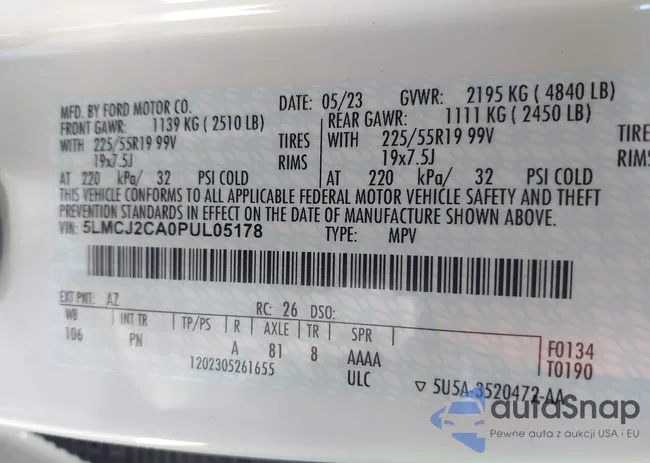 MFD. BY FORD MOTOR CO. DATE: 05/23 GVWR: 2195 KG ( 4840 LB)
FRONT GAWR: 1139 KG ( 2510 LB) REAR GAWR: 1111 KG ( 2450 LB)
WITH 225/55R19 99V TIRES WITH 225/55R19 99V TIRE
19x7.5J RIMS 19x7.5J RIMS
AT 220 kPa/ 32 PSI COLD AT 220 kPa/ 32 PSI COLD
THIS VEHICLE CONFORMS TO ALL APPLICABLE FEDERAL MOTOR VEHICLE SAFETY AND THEFT
PREVENTION STANDARDS IN EFFECT ON THE DATE OF MANUFACTURE SHOWN ABOVE.
VIN: 5LMCJ2CA0PUL05178 TYPE: MPV
EXT PNT: AZ RC: 26 DSO:
WB INT TR TP/PS R AXLE TR SPR
106 PN A 81 8 AAAA F0134
1202305261655 ULC T0190
▽ 5U5A-3520472-AA
autoSnap
Pewne auta z aukcji USA i EU